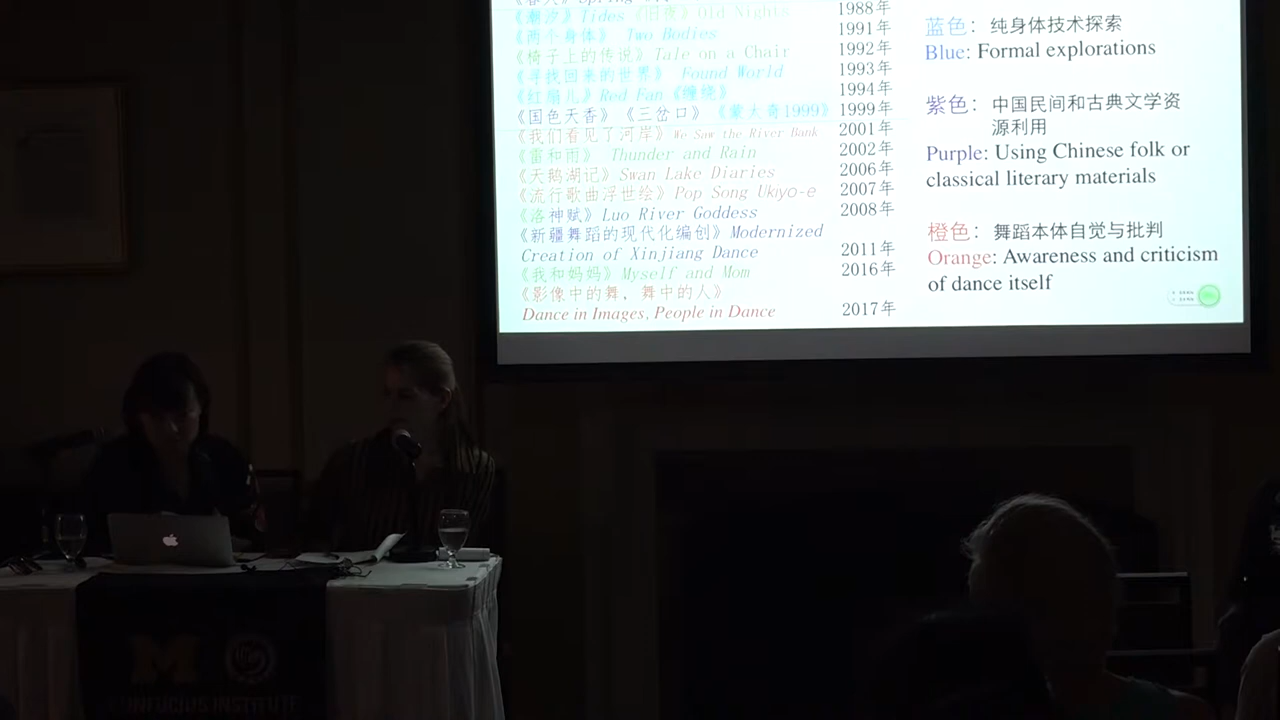 《潮汐》Tides 《旧夜》Old Nights 1988年
《两个身体》 Two Bodies 1991年
《椅子上的传说》Tale on a Chair 1992年
《寻找回来的世界》 Found World 1993年
《红扇儿》Red Fan 《缠绕》 1994年
《国色天香》《三岔口》《蒙太奇1999》 1999年
《我们看见了河岸》We Saw the River Bank 2001年
《雷和雨》 Thunder and Rain 2002年
《天鹅湖记》Swan Lake Diaries 2006年
《流行歌曲浮世绘》Pop Song Ukiyo-e 2007年
《洛神赋》Luo River Goddess 2008年
《新疆舞蹈的现代化编创》Modernized
Creation of Xinjiang Dance 2011年
《我和妈妈》Myself and Mom 2016年
《影像中的舞，舞中的人》
Dance in Images, People in Dance 2017年
蓝色：纯身体技术探索
Blue: Formal explorations
紫色：中国民间和古典文学资
源利用
Purple: Using Chinese folk or
classical literary materials
橙色：舞蹈本体自觉与批判
Orange: Awareness and criticism
of dance itself
M
CONFUCIUS INSTITUTE